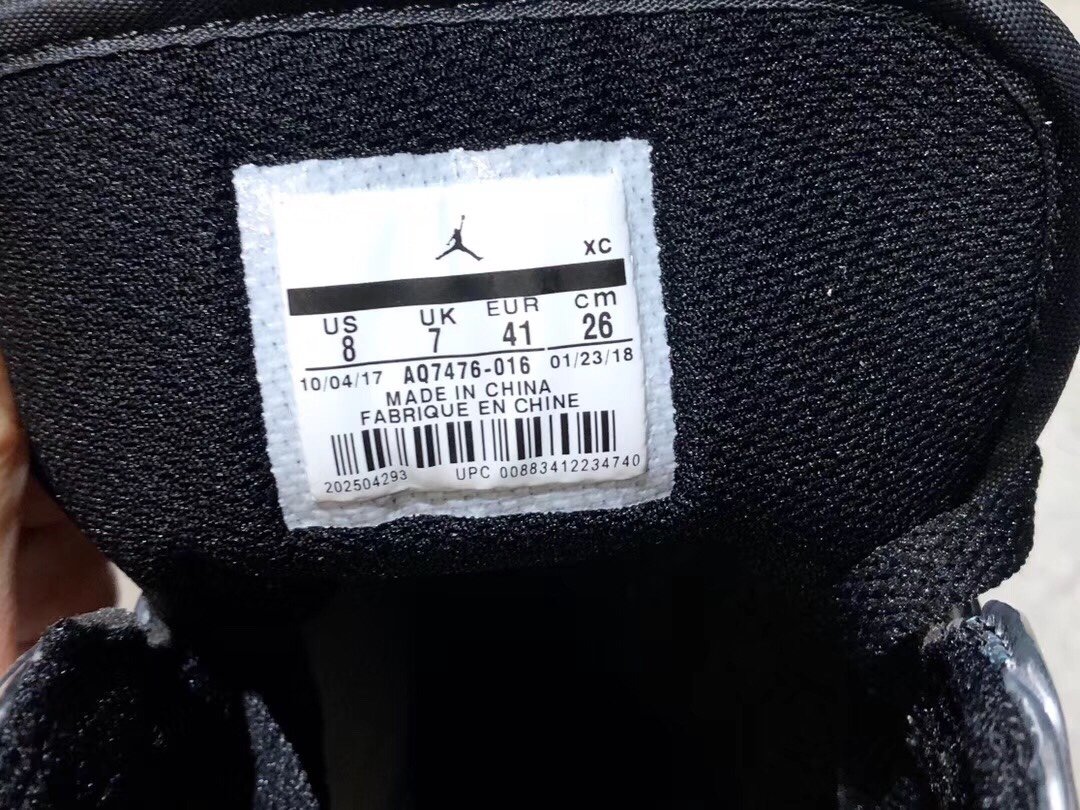 XC
US UK EUR cm
8 7 41 26
10/04/17 AQ7476-016 01/23/18
MADE IN CHINA
FABRIQUE EN CHINE
202504293 UPC 00883412234740